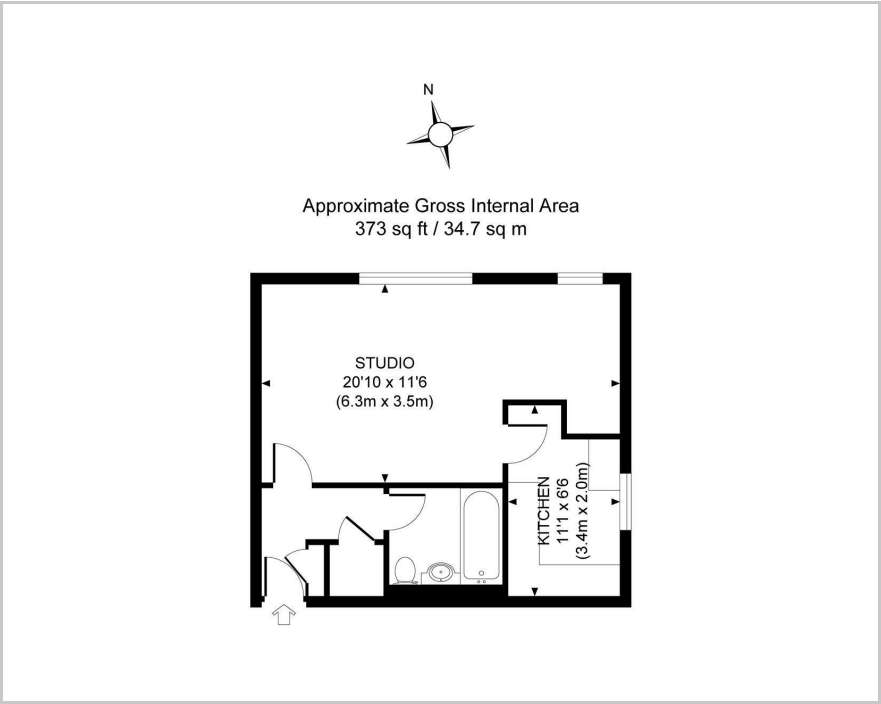 N
Approximate Gross Internal Area
373 sq ft / 34.7 sq m
STUDIO
20'10 x 11'6
(6.3m x 3.5m)
KITCHEN
11'1 x 6'6
(3.4m x 2.0m)